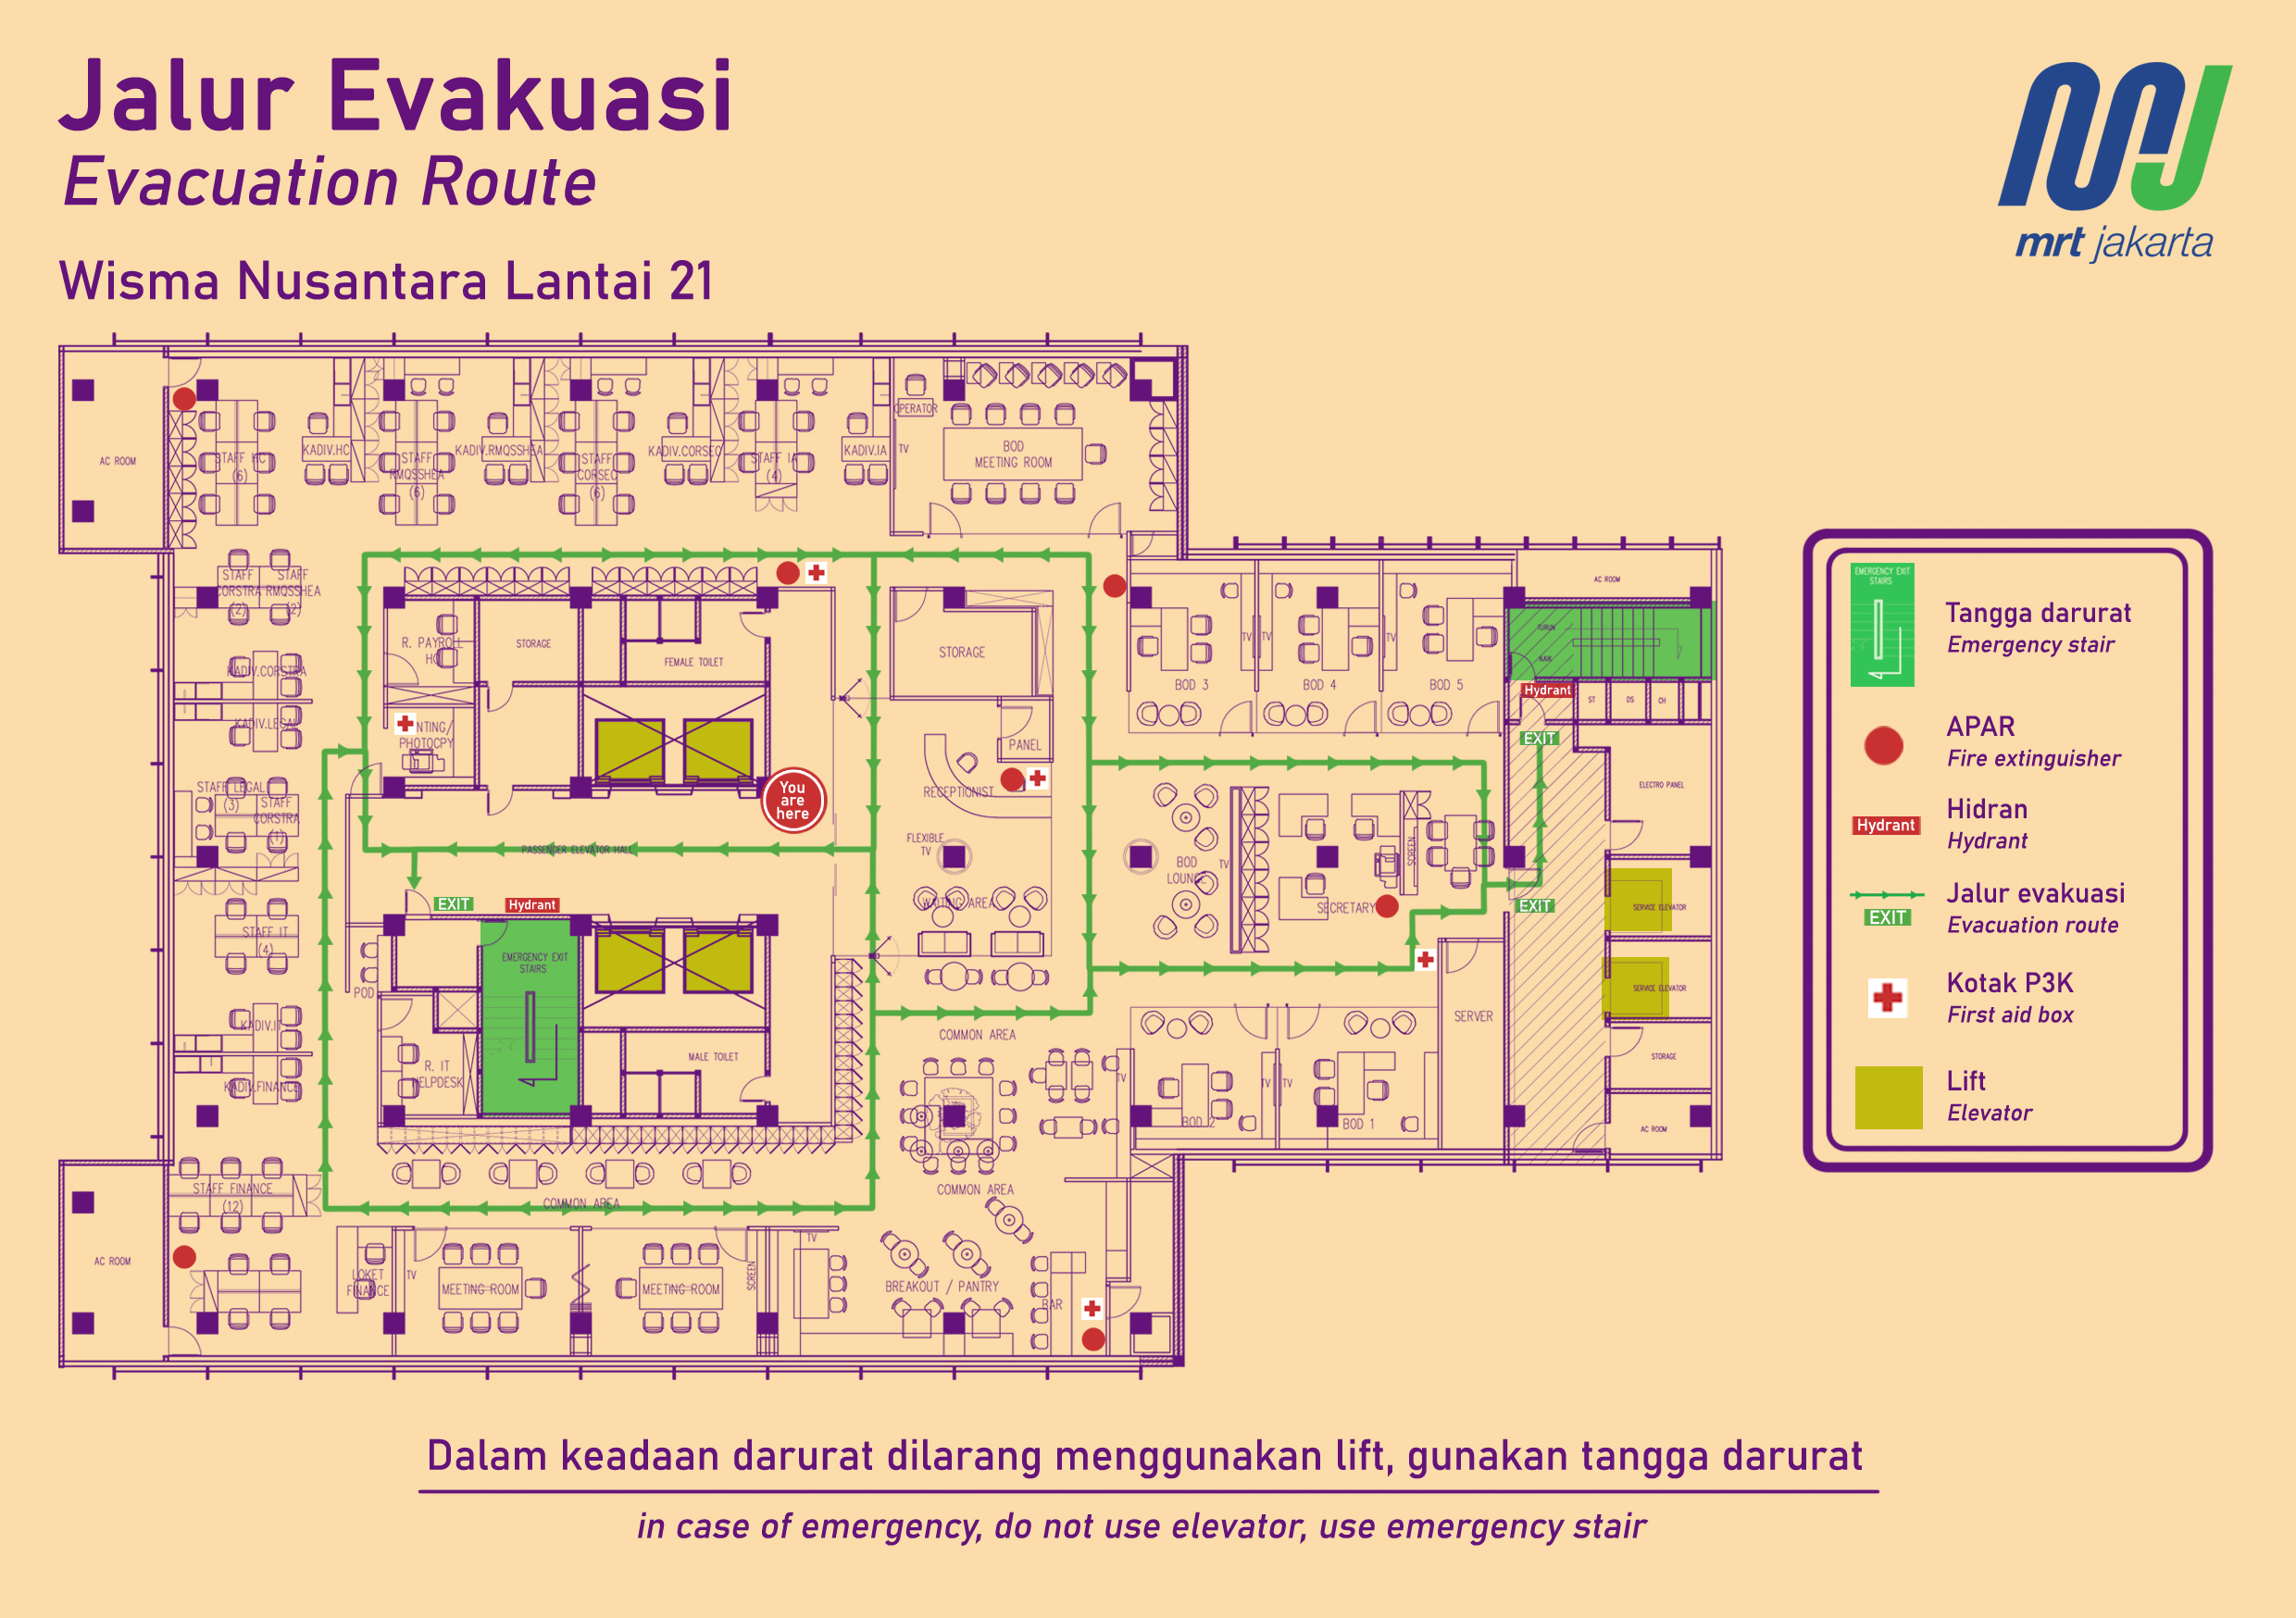 Jalur Evakuasi
Evacuation Route
Wisma Nusantara Lantai 21
mrt jakarta
AC ROOM
STAFF HC
(6)
KADIV.HC
STAFF
RMQSSHEA
(6)
KADIV.RMQSSHEA
STAFF
CORSEC
(6)
KADIV.CORSEC
STAFF IA
(4)
KADIV.IA
OPERATOR
TV
BOD
MEETING ROOM
STAFF
CORSTRA
(2)
STAFF
RMQSSHEA
(2)
KADIV.CORSTRA
KADIV.LEGAL
STAFF LEGAL
(3)
STAFF
CORSTRA
(1)
STAFF IT
(4)
KADIV.IT
KADIV.FINANCE
STAFF FINANCE
(12)
AC ROOM
LOKET
FINANCE
TV
MEETING ROOM
MEETING ROOM
SCREEN
TV
R. PAYROLL
HC
STORAGE
FEMALE TOILET
NTING/
PHOTOCPY
You
are
here
PASSENGER ELEVATOR HALL
EXIT
Hydrant
EMERGENCY EXIT
STAIRS
POD
R. IT
HELPDESK
MALE TOILET
COMMON AREA
STORAGE
PANEL
RECEPTIONIST
FLEXIBLE
TV
WAITING AREA
COMMON AREA
COMMON AREA
BREAKOUT / PANTRY
BAR
TV
BOD 3
TV
TV
BOD 4
TV
BOD 5
BOD
LOUNGE
TV
SECRETARY
SCREEN
BOD 2
TV
TV
BOD 1
SERVER
AC ROOM
TURUN
NAIK
Hydrant
ST
DS
CH
EXIT
ELECTRO PANEL
EXIT
SERVICE ELEVATOR
SERVICE ELEVATOR
STORAGE
AC ROOM
EMERGENCY EXIT
STAIRS
Tangga darurat
Emergency stair
APAR
Fire extinguisher
Hydrant
Hidran
Hydrant
Jalur evakuasi
EXIT
Evacuation route
Kotak P3K
First aid box
Lift
Elevator
Dalam keadaan darurat dilarang menggunakan lift, gunakan tangga darurat
in case of emergency, do not use elevator, use emergency stair